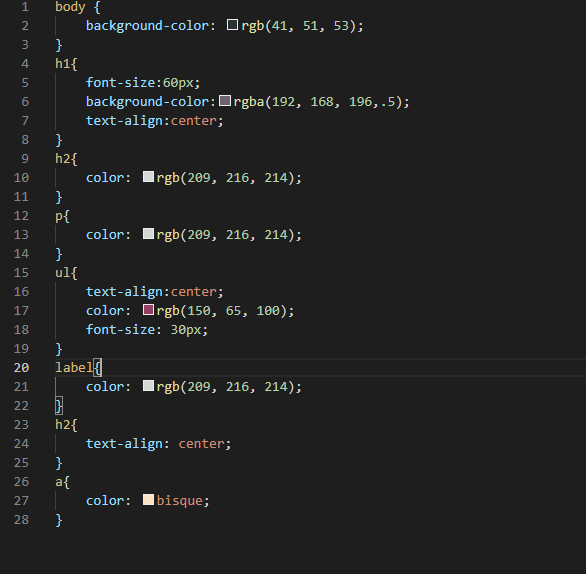 1 body {
2     background-color: rgb(41, 51, 53);
3 }
4 h1{
5     font-size:60px;
6     background-color:rgba(192, 168, 196,.5);
7     text-align:center;
8 }
9 h2{
10     color: rgb(209, 216, 214);
11 }
12 p{
13     color: rgb(209, 216, 214);
14 }
15 ul{
16     text-align:center;
17     color: rgb(150, 65, 100);
18     font-size: 30px;
19 }
20 label{
21     color: rgb(209, 216, 214);
22 }
23 h2{
24     text-align: center;
25 }
26 a{
27     color: bisque;
28 }